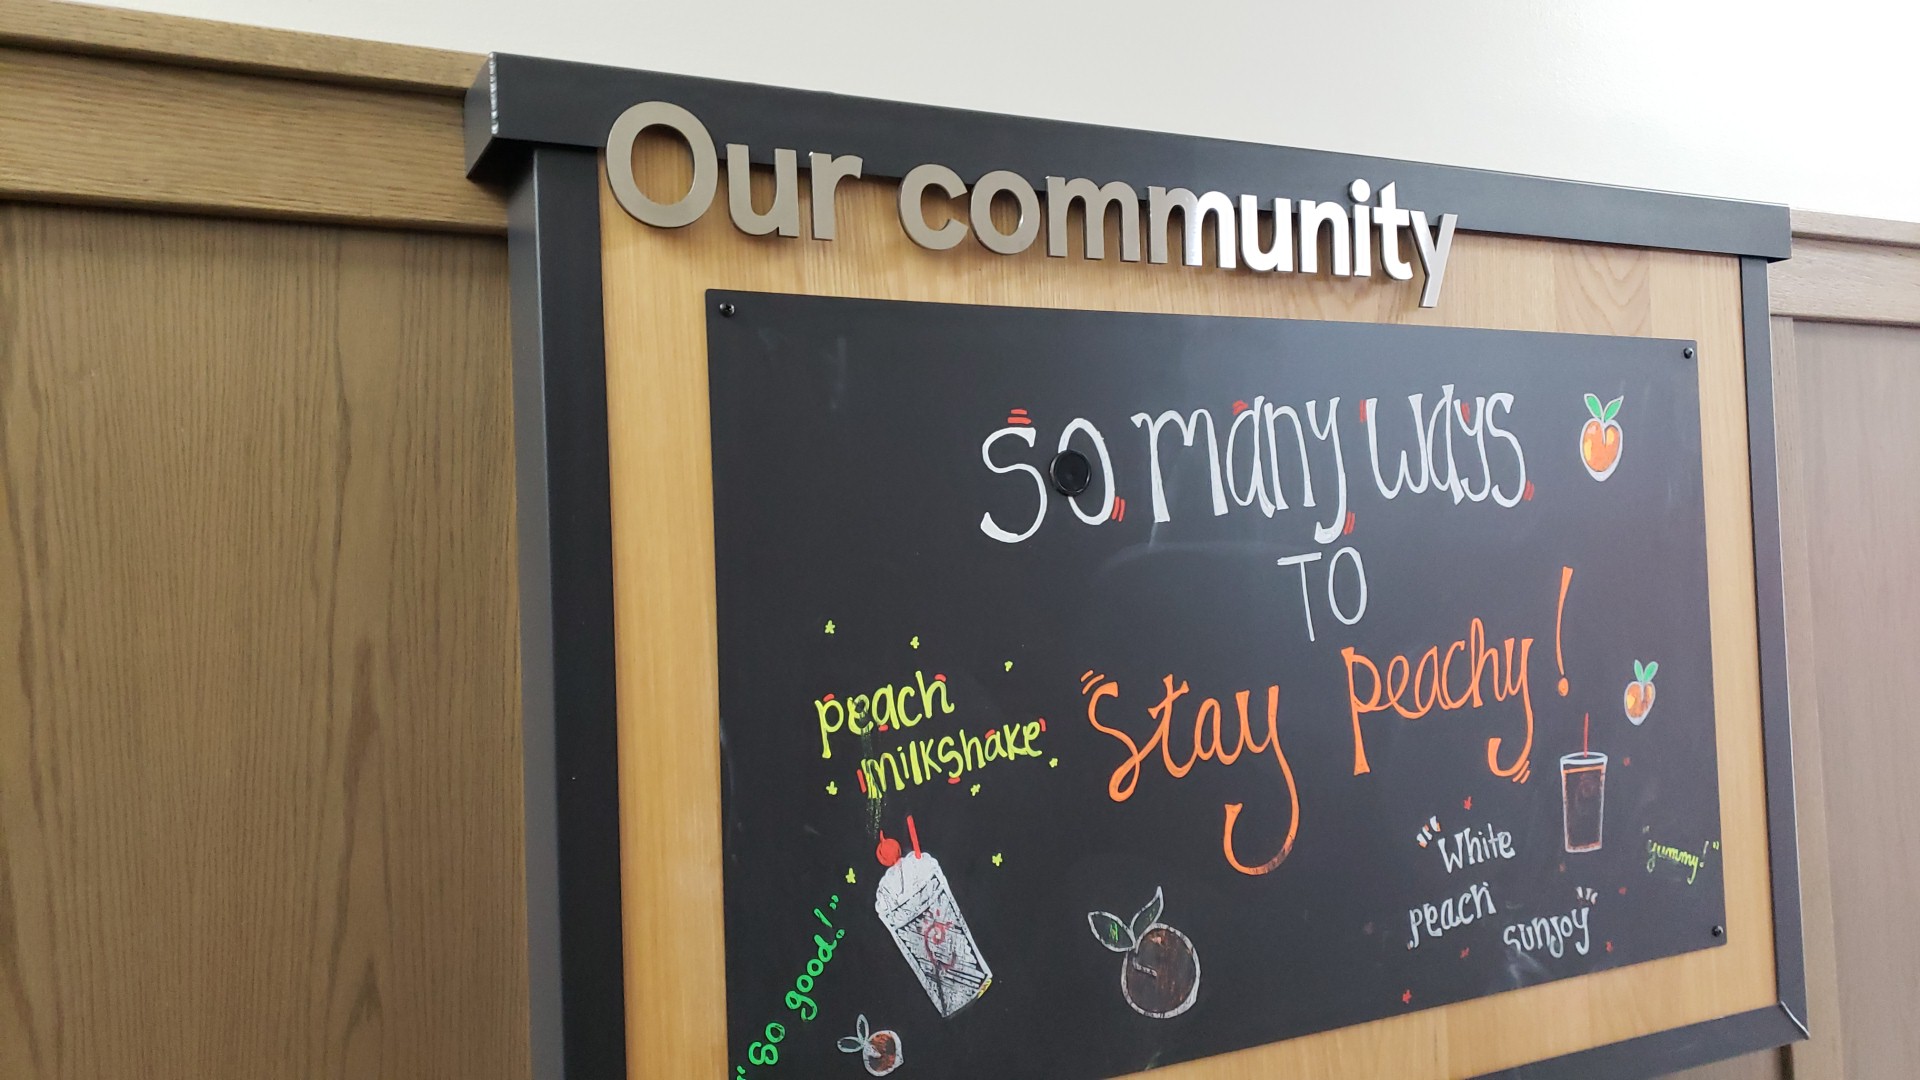 Our community
So many ways
TO
Stay peachy!
peach
milkshake
"So good!"
"White
peach
sunjoy"
"yummy!"